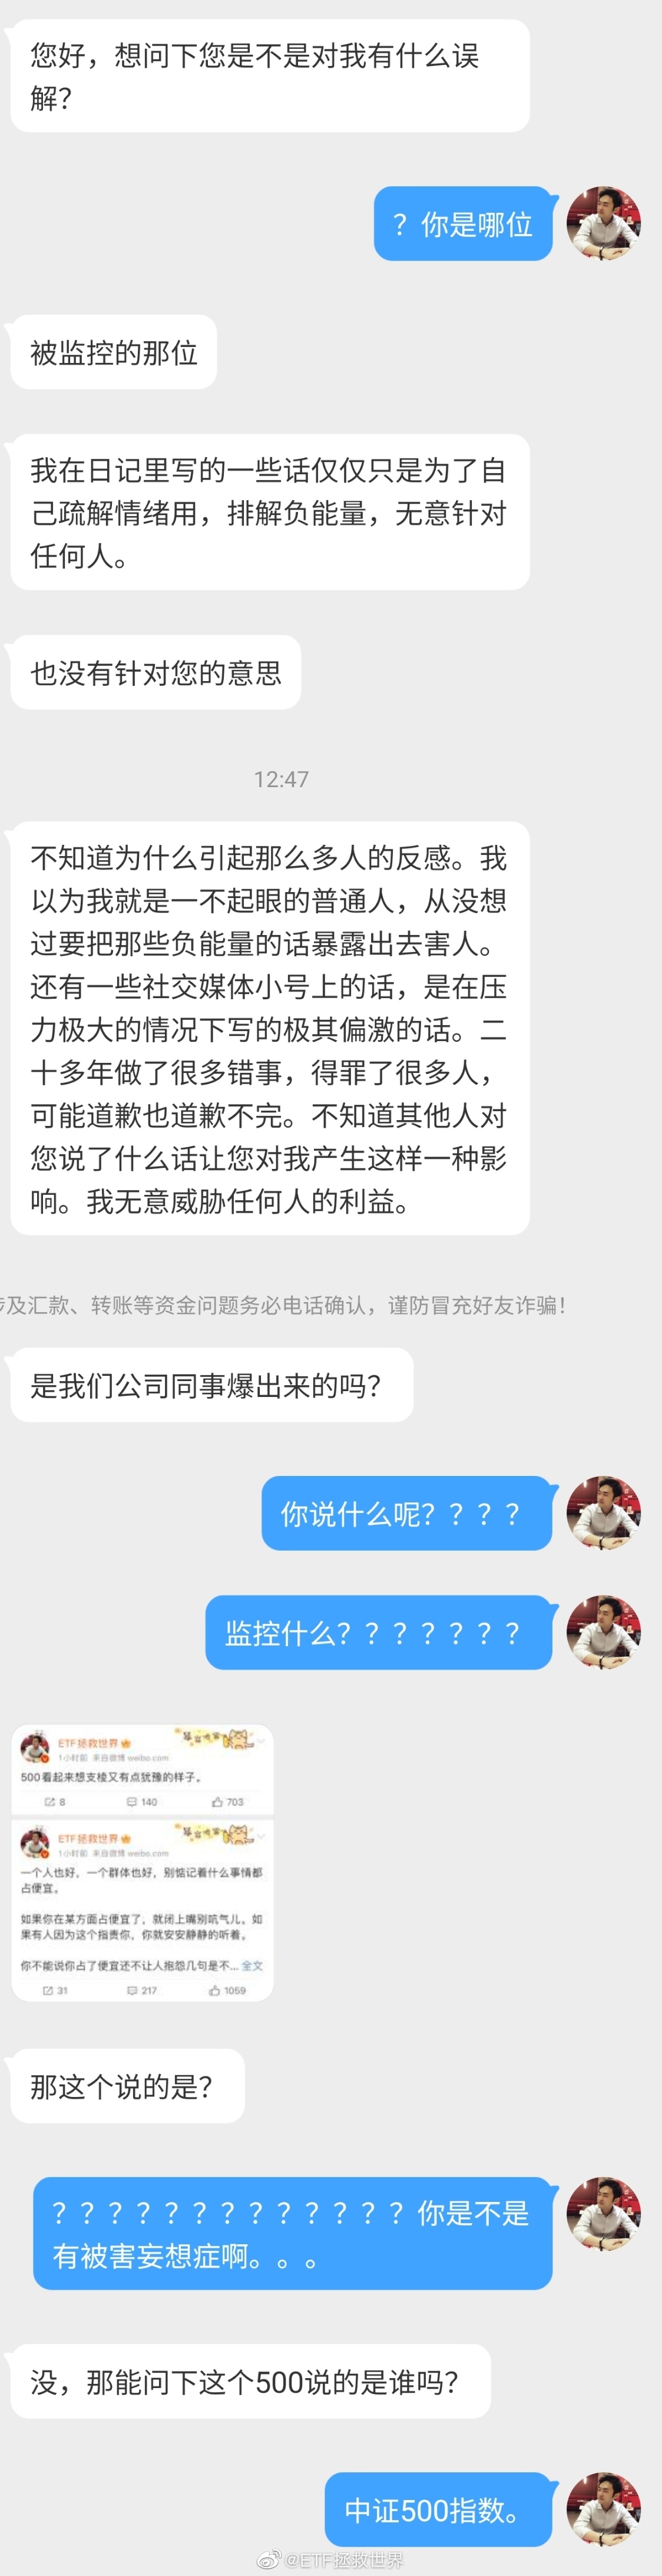 您好，想问下您是不是对我有什么误
解？
？你是哪位
被监控的那位
我在日记里写的一些话仅仅只是为了自
己疏解情绪用，排解负能量，无意针对
任何人。
也没有针对您的意思
12:47
不知道为什么引起那么多人的反感。我
以为我就是一不起眼的普通人，从没想
过要把那些负能量的话暴露出去害人。
还有一些社交媒体小号上的话，是在压
力极大的情况下写的极其偏激的话。二
十多年做了很多错事，得罪了很多人，
可能道歉也道歉不完。不知道其他人对
您说了什么话让您对我产生这样一种影
响。我无意威胁任何人的利益。
及汇款、转账等资金问题务必电话确认，谨防冒充好友诈骗！
是我们公司同事爆出来的吗？
你说什么呢？？？？
监控什么？？？？？？？
ETF拯救世界
1小时前 来自微博 weibo.com
500看起来想支棱又有点犹豫的样子。
8 140 703
ETF拯救世界
1小时前 来自微博 weibo.com
一个人也好，一个群体也好，别惦记着什么事情都
占便宜。
如果你在某方面占便宜了，就闭上嘴别吭气儿。如
果有人因为这个指责你，你就安安静静的听着。
你不能说你占了便宜还不让人抱怨几句是不... 全文
31 217 1059
那这个说的是？
？？？？？？？？？？？？？你是不是
有被害妄想症啊。。。
没，那能问下这个500说的是谁吗？
中证500指数。
@ETF拯救世界